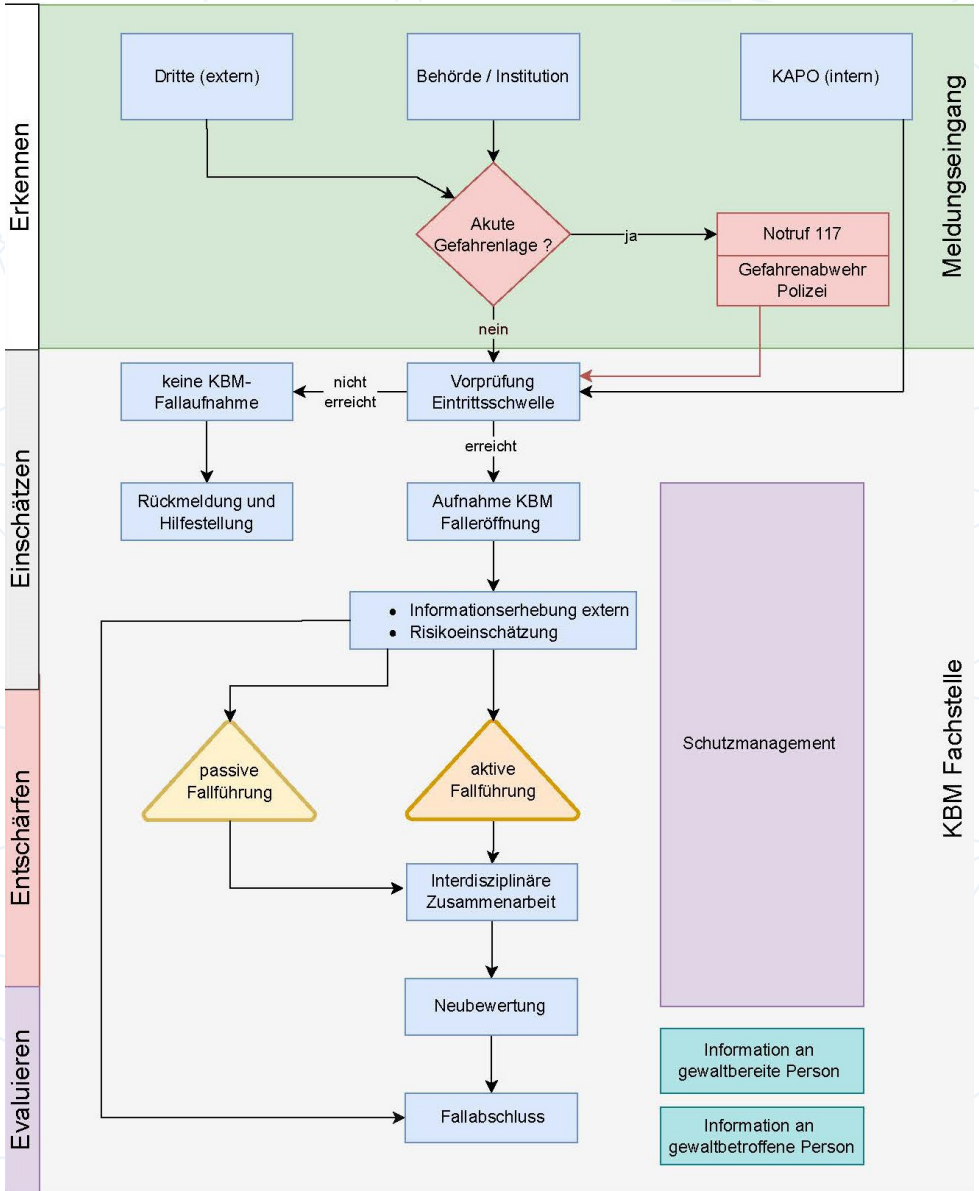 Erkennen
Meldungseingang
Dritte (extern)
Behörde / Institution
KAPO (intern)
Akute
Gefahrenlage ?
ja
Notruf 117
Gefahrenabwehr
Polizei
nein
Einschätzen
KBM Fachstelle
keine KBM-
Fallaufnahme
nicht
erreicht
Vorprüfung
Eintrittsschwelle
erreicht
Rückmeldung und
Hilfestellung
Aufnahme KBM
Falleröffnung
• Informationserhebung extern
• Risikoeinschätzung
Schutzmanagement
Entschärfen
passive
Fallführung
aktive
Fallführung
Interdisziplinäre
Zusammenarbeit
Evaluieren
Neubewertung
Information an
gewaltbereite Person
Fallabschluss
Information an
gewaltbetroffene Person